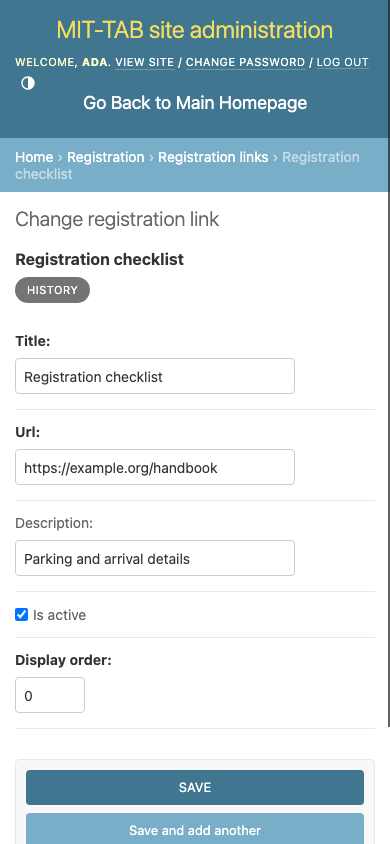 MIT-TAB site administration
WELCOME, ADA. VIEW SITE / CHANGE PASSWORD / LOG OUT
Go Back to Main Homepage
Home › Registration › Registration links › Registration
checklist
Change registration link
Registration checklist
HISTORY
Title:
Registration checklist
Url:
https://example.org/handbook
Description:
Parking and arrival details
Is active
Display order:
0
SAVE
Save and add another